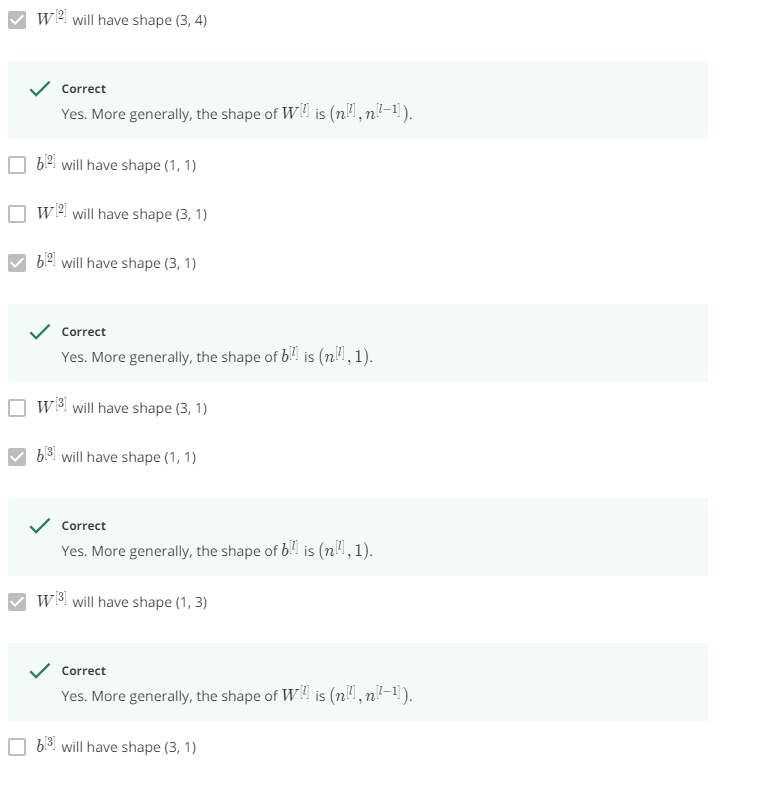 W^[2] will have shape (3, 4)
Correct
Yes. More generally, the shape of W^[l] is (n^[l], n^[l−1]).
b^[2] will have shape (1, 1)
W^[2] will have shape (3, 1)
b^[2] will have shape (3, 1)
Correct
Yes. More generally, the shape of b^[l] is (n^[l], 1).
W^[3] will have shape (3, 1)
b^[3] will have shape (1, 1)
Correct
Yes. More generally, the shape of b^[l] is (n^[l], 1).
W^[3] will have shape (1, 3)
Correct
Yes. More generally, the shape of W^[l] is (n^[l], n^[l−1]).
b^[3] will have shape (3, 1)